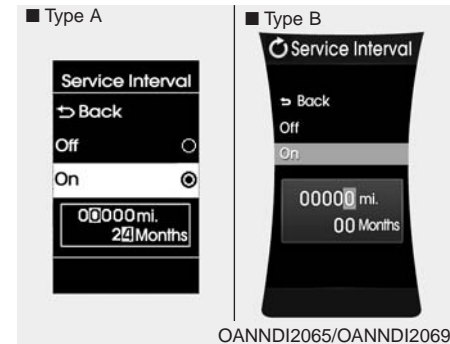 ■ Type A
Service Interval
Back
Off
On
00000mi.
24Months
■ Type B
Service Interval
Back
Off
On
00000 mi.
00 Months
OANNDI2065/OANNDI2069